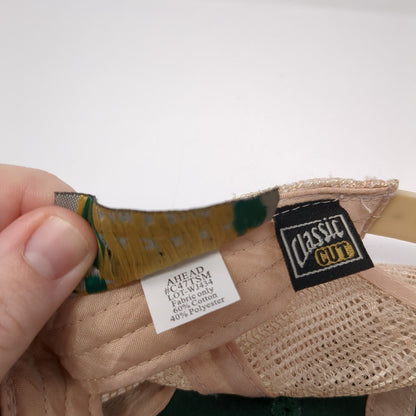 AHEAD
#C47TSM
LOT-WJ434
Fabric only
60% Cotton
40% Polyester
Classic
CUT